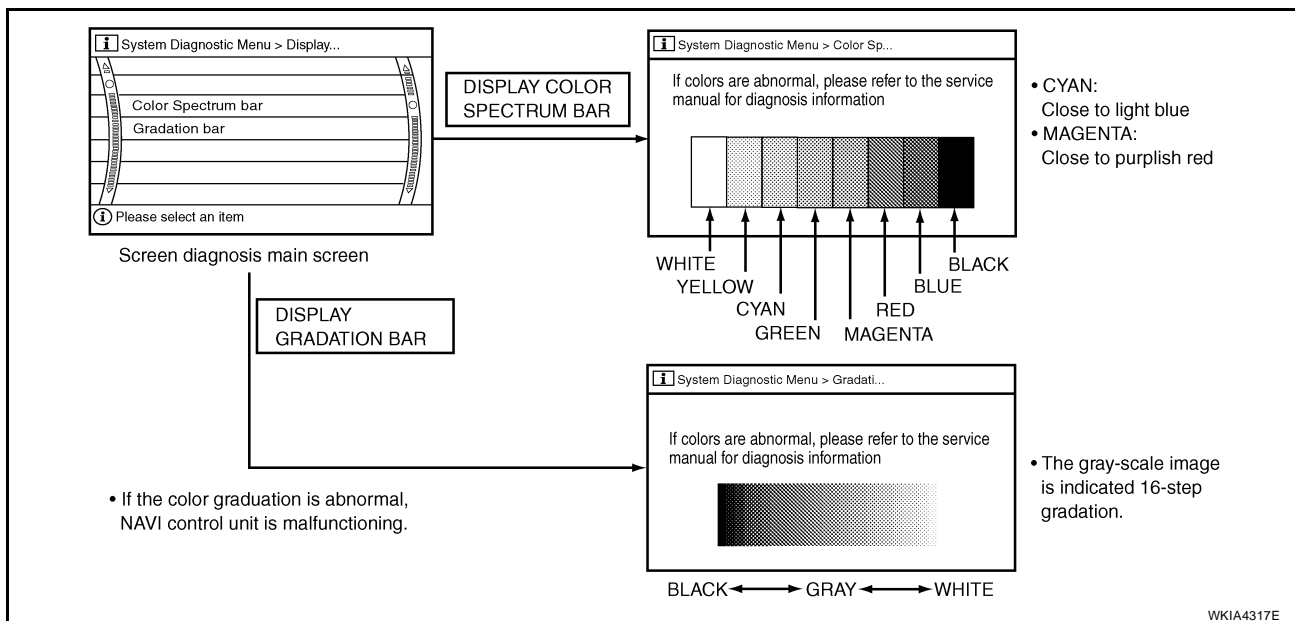 i System Diagnostic Menu > Display...
Color Spectrum bar
Gradation bar
i Please select an item
Screen diagnosis main screen
DISPLAY COLOR
SPECTRUM BAR
i System Diagnostic Menu > Color Sp...
If colors are abnormal, please refer to the service
manual for diagnosis information
WHITE
YELLOW
CYAN
GREEN
MAGENTA
RED
BLUE
BLACK
• CYAN:
Close to light blue
• MAGENTA:
Close to purplish red
DISPLAY
GRADATION BAR
• If the color graduation is abnormal,
NAVI control unit is malfunctioning.
i System Diagnostic Menu > Gradati...
If colors are abnormal, please refer to the service
manual for diagnosis information
BLACK GRAY WHITE
• The gray-scale image
is indicated 16-step
gradation.
WKIA4317E